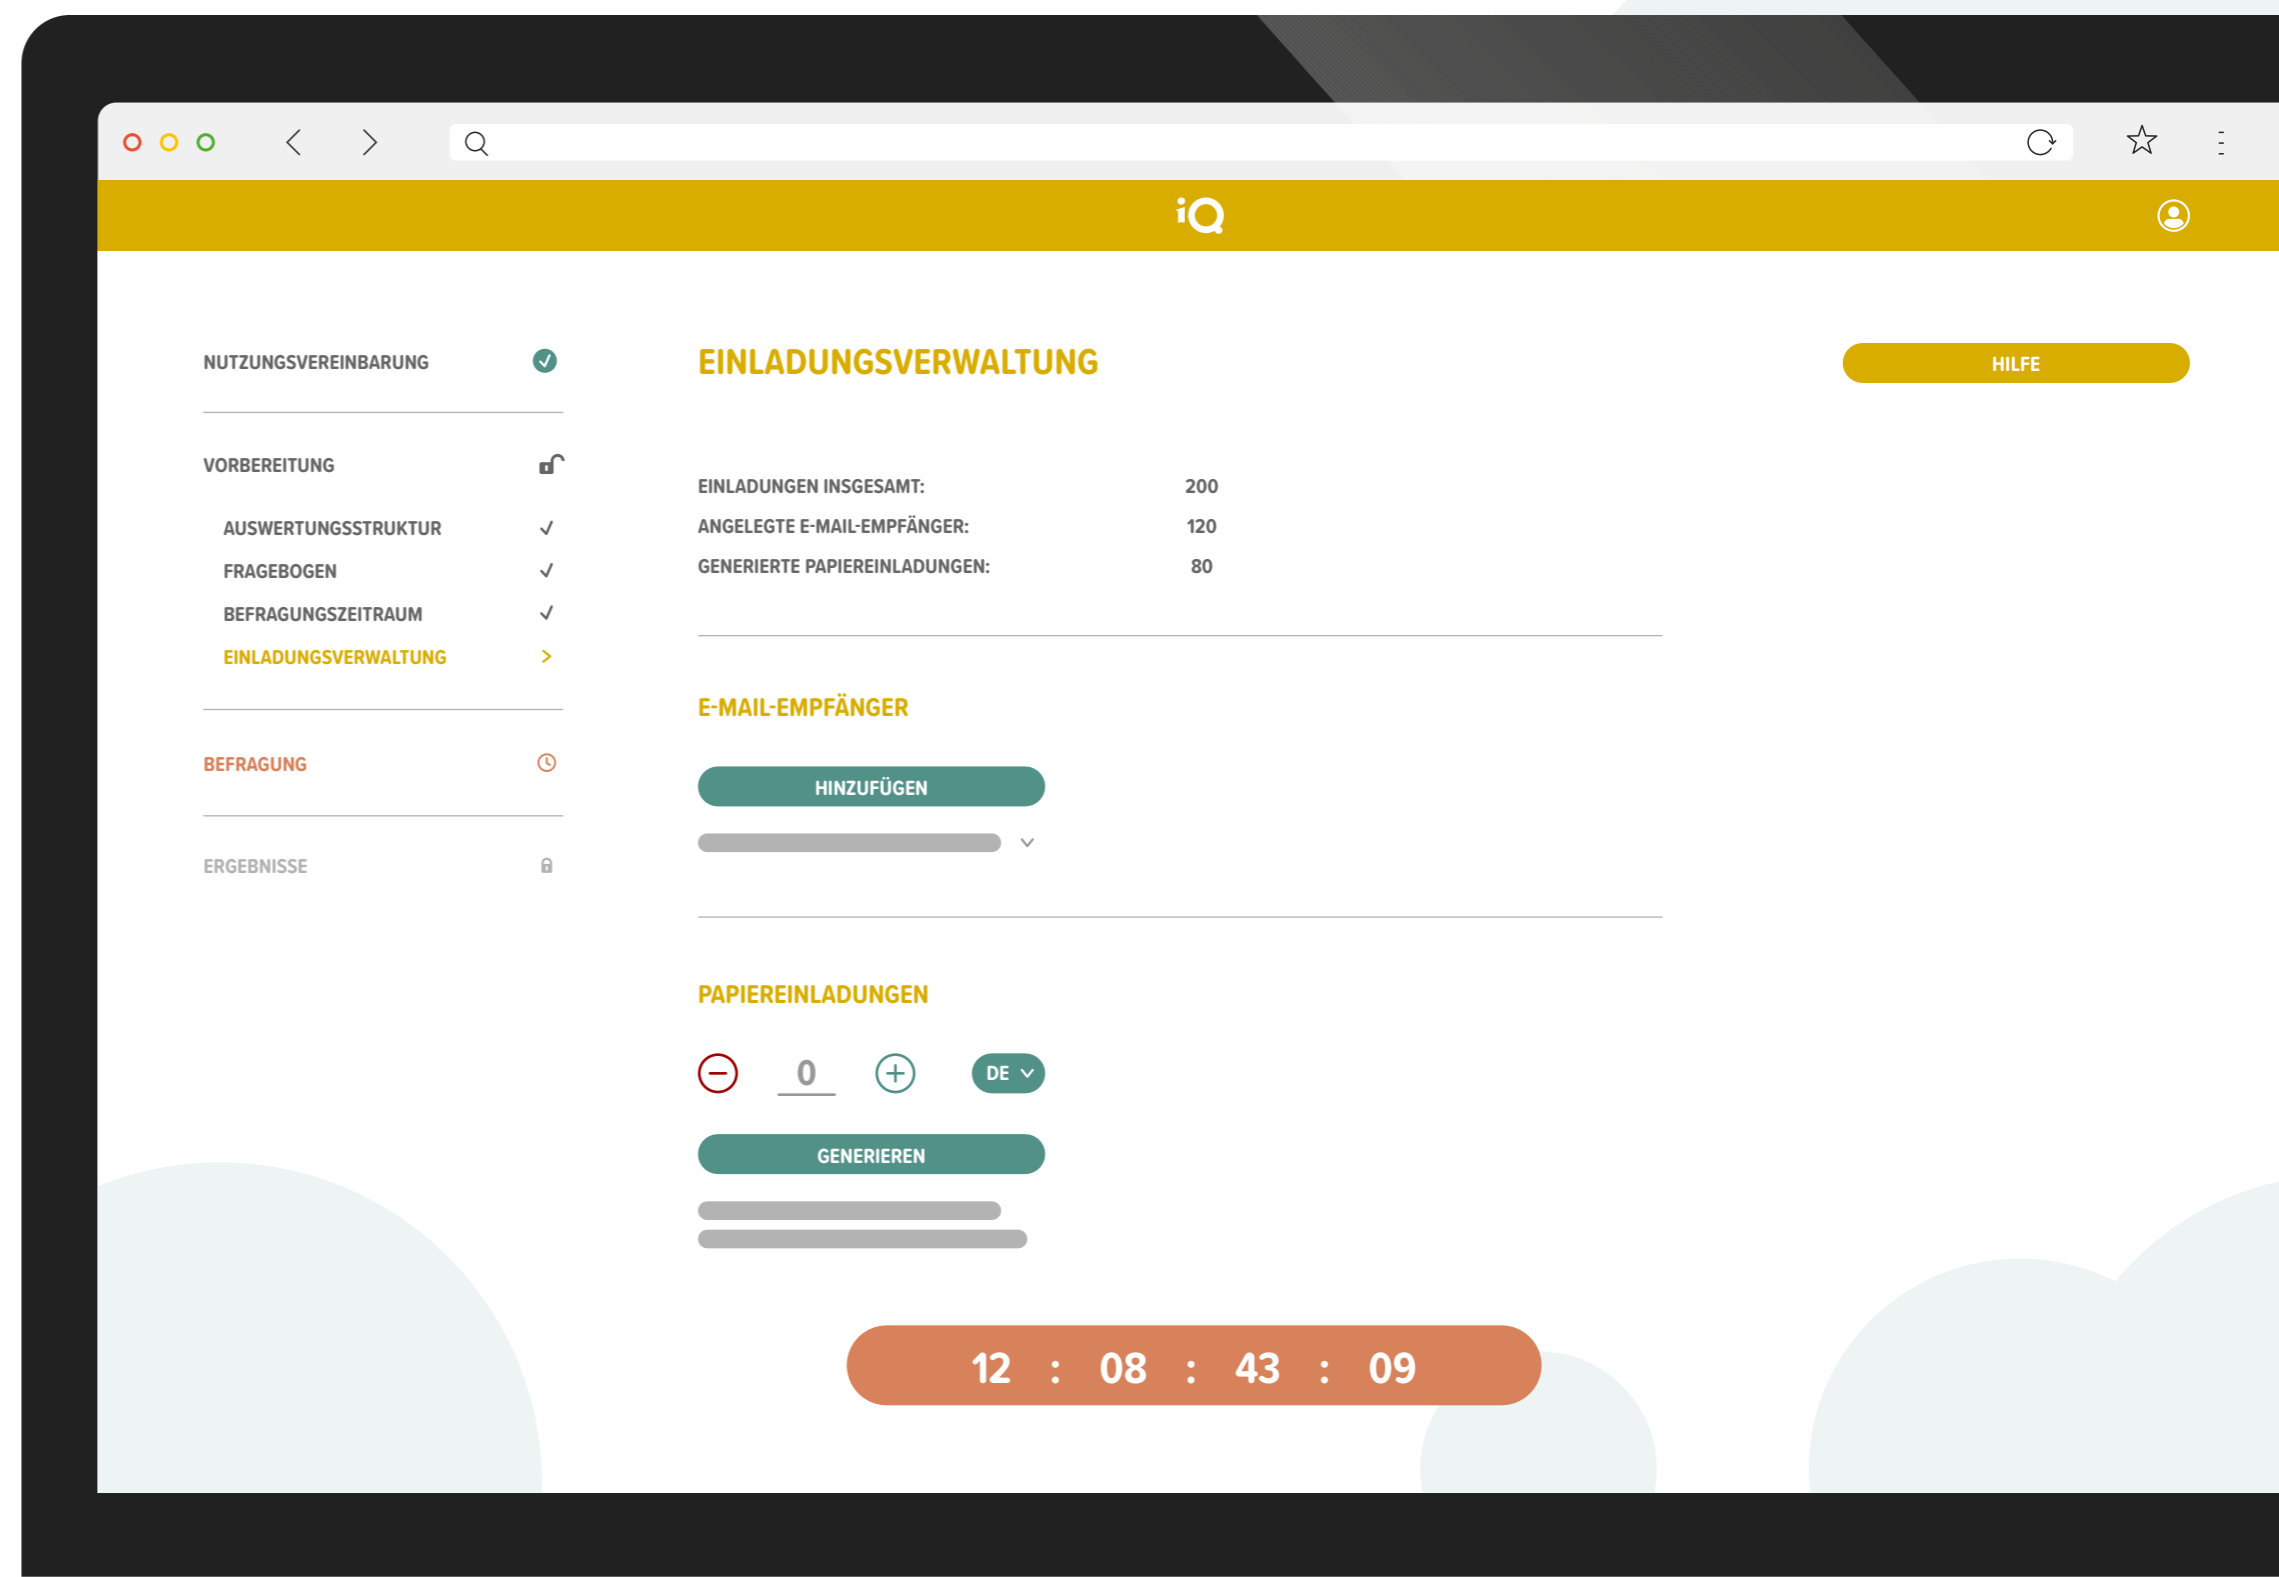 iQ
NUTZUNGSVEREINBARUNG
VORBEREITUNG
AUSWERTUNGSSTRUKTUR
FRAGEBOGEN
BEFRAGUNGSZEITRAUM
EINLADUNGSVERWALTUNG
BEFRAGUNG
ERGEBNISSE
EINLADUNGSVERWALTUNG
HILFE
EINLADUNGEN INSGESAMT: 200
ANGELEGTE E-MAIL-EMPFÄNGER: 120
GENERIERTE PAPIEREINLADUNGEN: 80
E-MAIL-EMPFÄNGER
HINZUFÜGEN
PAPIEREINLADUNGEN
0 DE
GENERIEREN
12 : 08 : 43 : 09